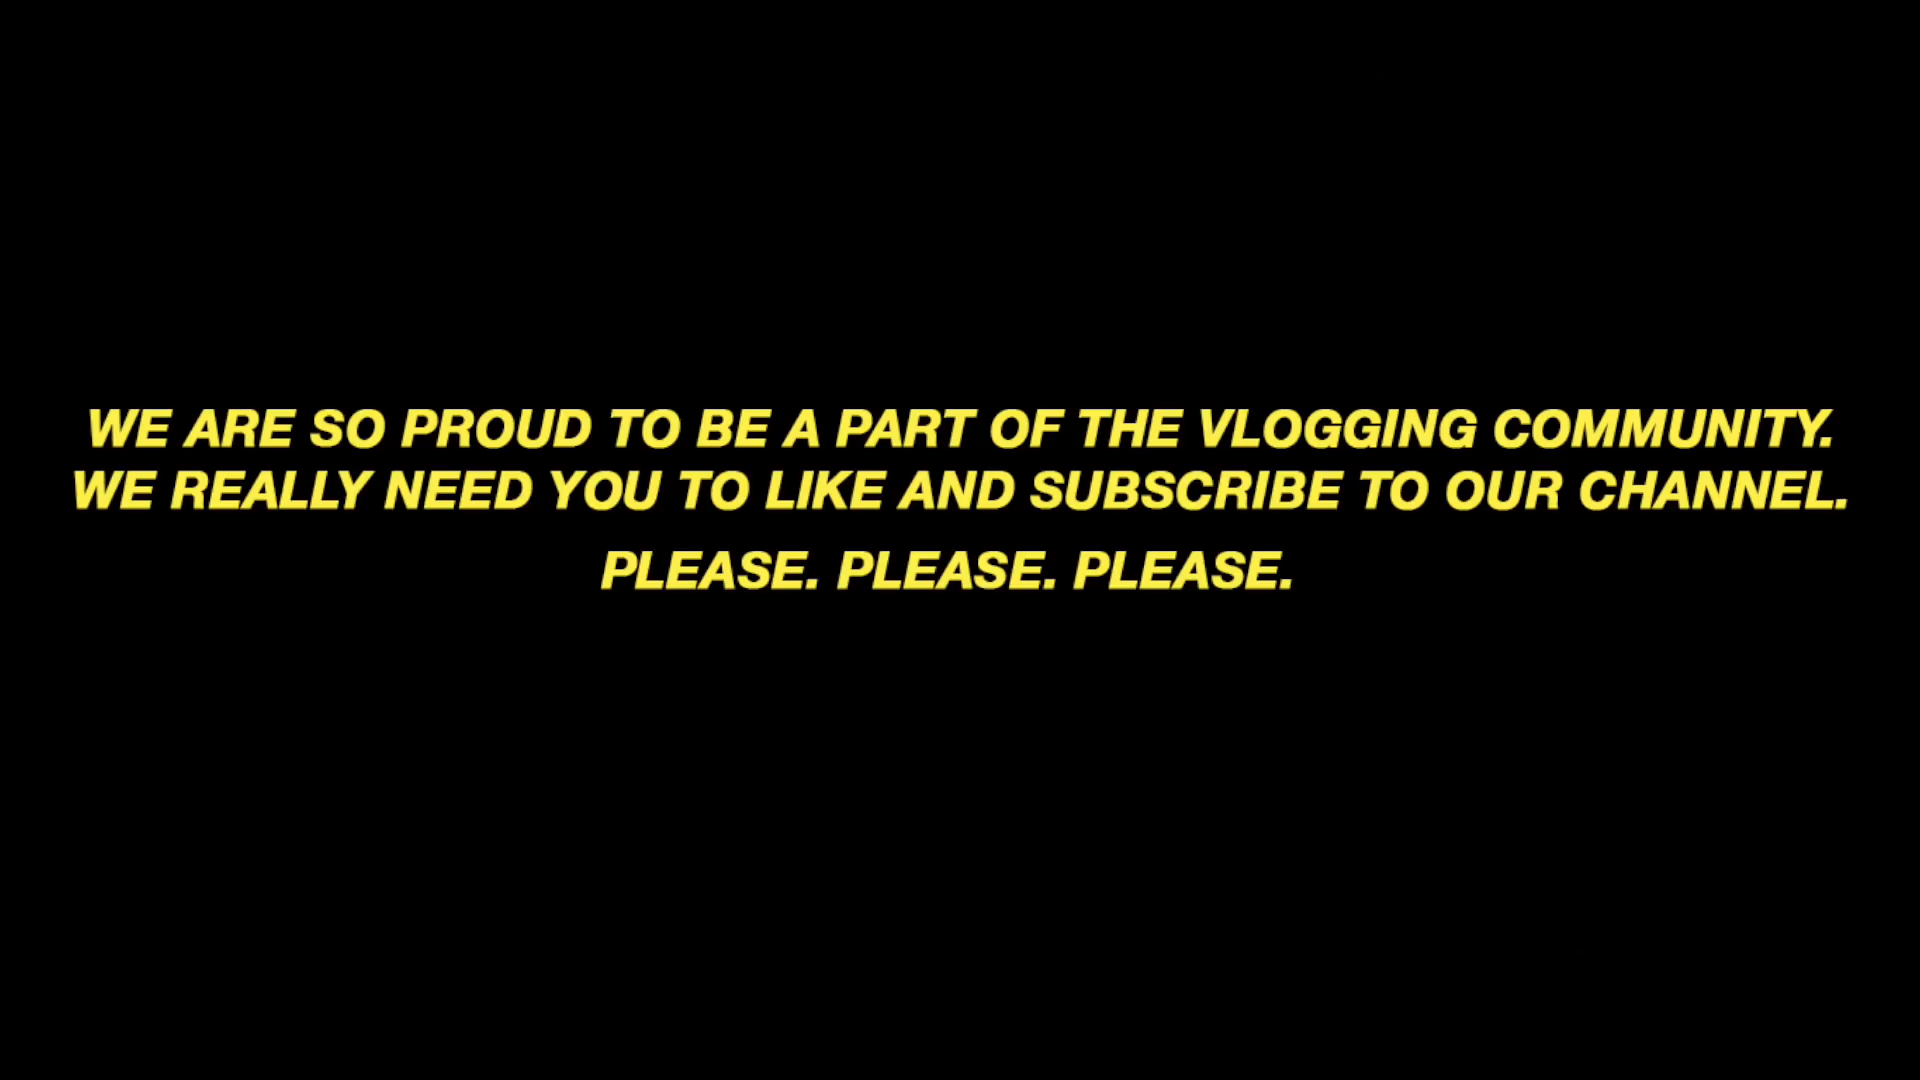 WE ARE SO PROUD TO BE A PART OF THE VLOGGING COMMUNITY.
WE REALLY NEED YOU TO LIKE AND SUBSCRIBE TO OUR CHANNEL.
PLEASE. PLEASE. PLEASE.